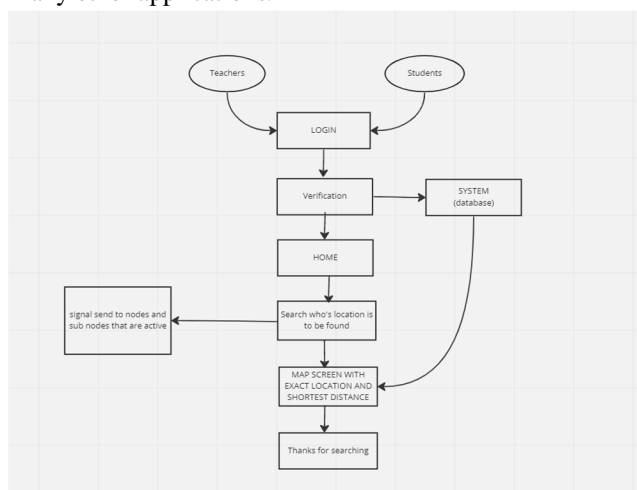 Teachers
Students
LOGIN
Verification
SYSTEM
(database)
HOME
signal send to nodes and
sub nodes that are active
Search who's location is
to be found
MAP SCREEN WITH
EXACT LOCATION AND
SHORTEST DISTANCE
Thanks for searching